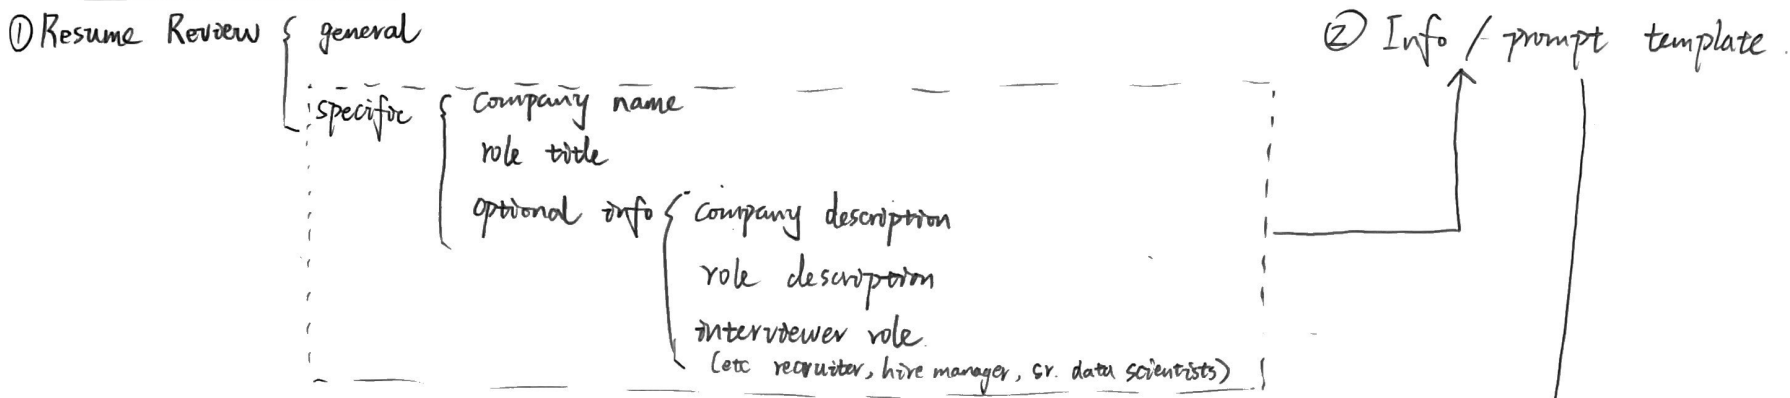 ① Resume Review { general
② Info / prompt template.
specific { company name
role title
optional info { company description
role description
interviewer role.
(etc recruiter, hire manager, sr. data scientists)